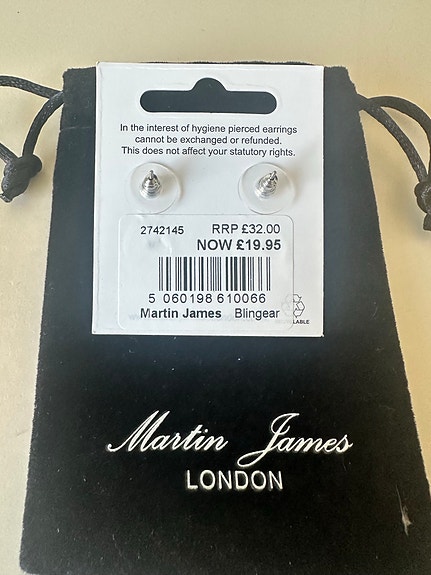 In the interest of hygiene pierced earrings
cannot be exchanged or refunded.
This does not affect your statutory rights.
2742145 RRP £32.00
NOW £19.95
5 060198 610066
Martin James Blingear
LABLE
Martin James
LONDON